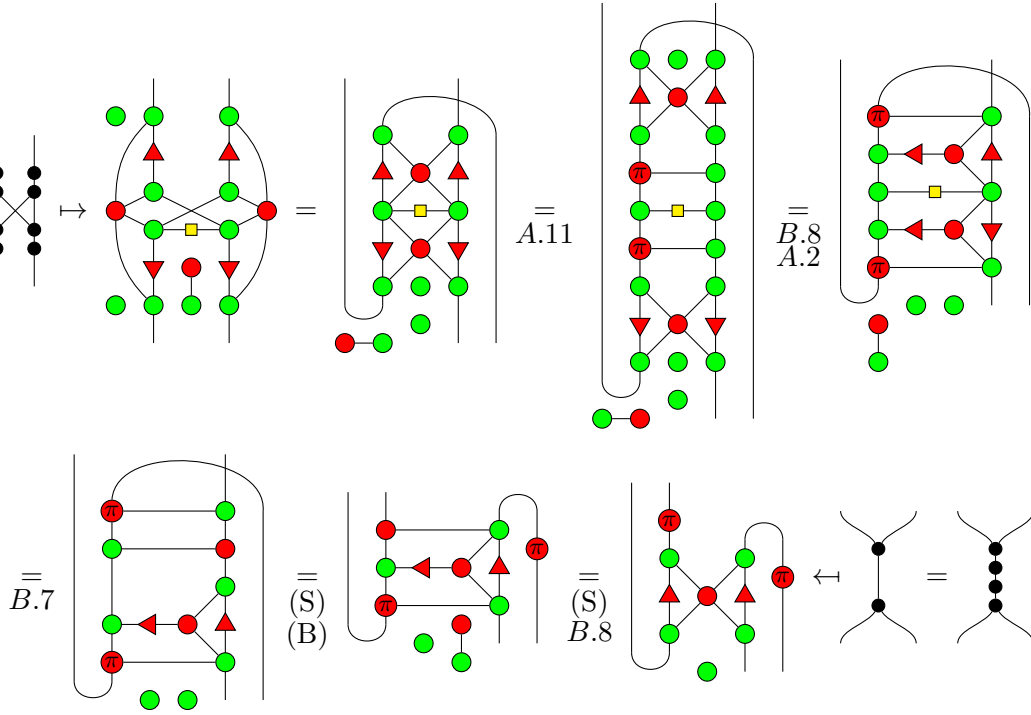 ↦ = = A.11 = B.8 A.2
π π π π
= B.7 = (S) (B) = (S) B.8 ↤ =
π π π π π π